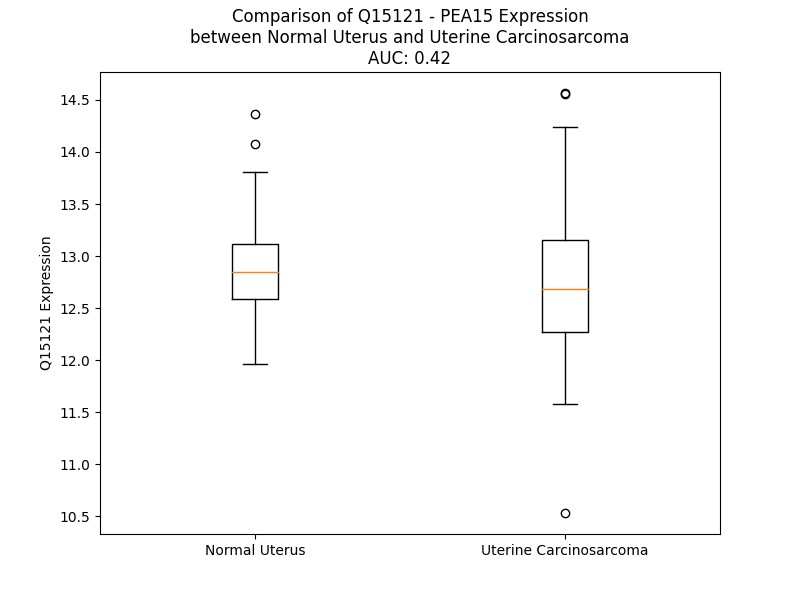 Comparison of Q15121 - PEA15 Expression
between Normal Uterus and Uterine Carcinosarcoma
AUC: 0.42
14.5
14.0
13.5
13.0
12.5
12.0
11.5
11.0
10.5
Q15121 Expression
Normal Uterus
Uterine Carcinosarcoma